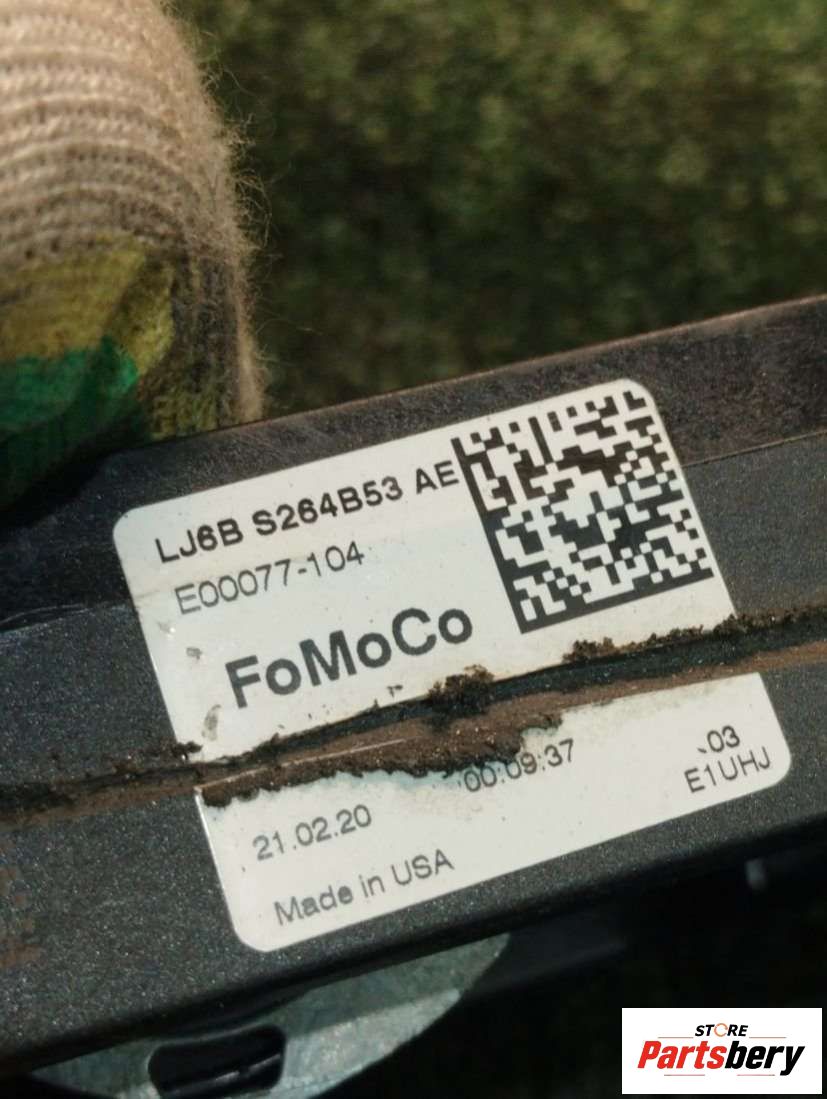 LJ6B S264B53 AE
E00077-104
FoMoCo
21.02.20 00:09:37 03
E1UHJ
Made in USA
STORE
Partsbery